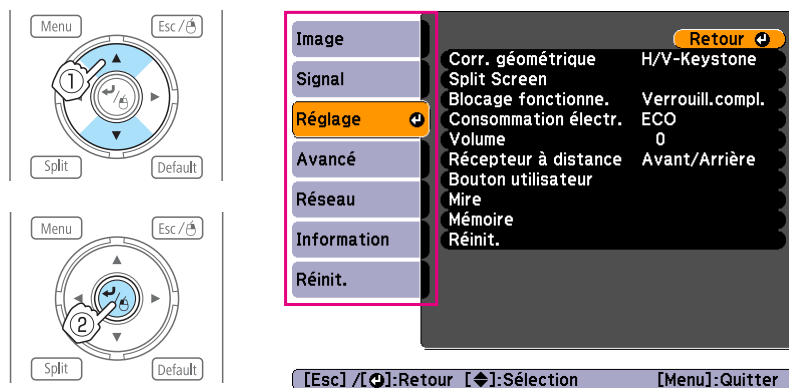 Menu Esc/
1
Split Default
Menu Esc/
2
Split Default
Image
Signal
Réglage
Avancé
Réseau
Information
Réinit.
Retour
Corr. géométrique H/V-Keystone
Split Screen
Blocage fonctionne. Verrouill.compl.
Consommation électr. ECO
Volume 0
Récepteur à distance Avant/Arrière
Bouton utilisateur
Mire
Mémoire
Réinit.
[Esc] /[ ]:Retour [ ]:Sélection [Menu]:Quitter